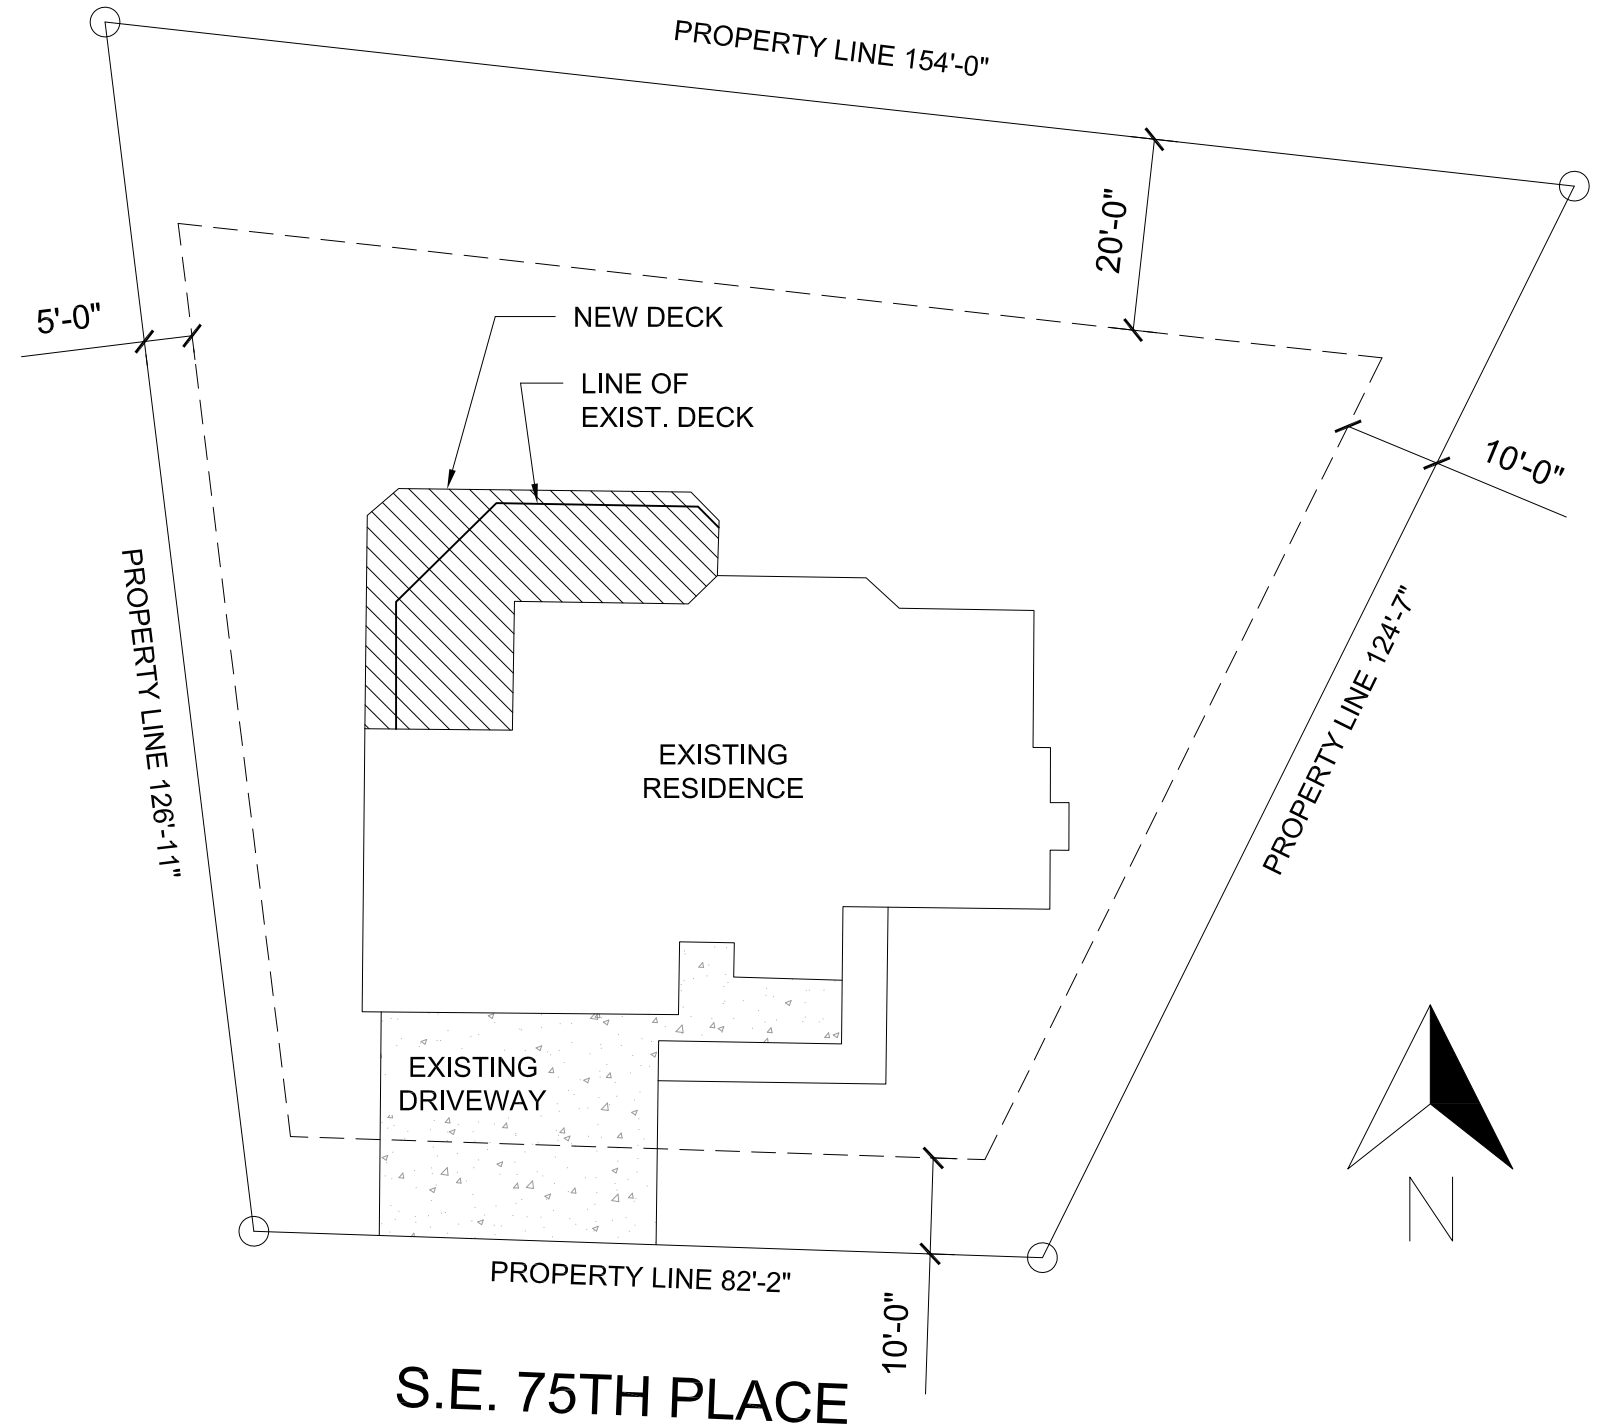 PROPERTY LINE 154'-0"
20'-0"
5'-0"
NEW DECK
LINE OF
EXIST. DECK
10'-0"
PROPERTY LINE 126'-11"
PROPERTY LINE 124'-7"
EXISTING
RESIDENCE
EXISTING
DRIVEWAY
N
PROPERTY LINE 82'-2"
10'-0"
S.E. 75TH PLACE